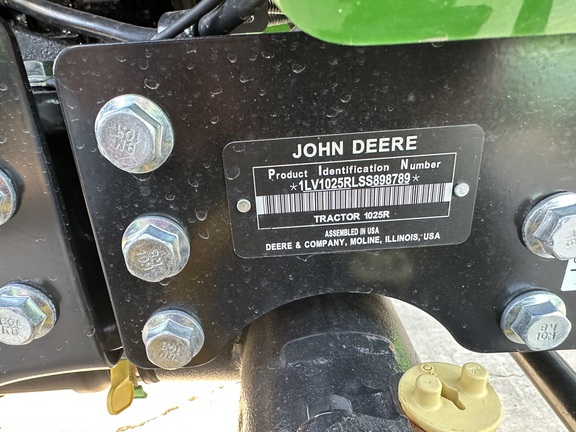 JOHN DEERE
Product Identification Number
*1LV1025RLSS898789*
TRACTOR 1025R
ASSEMBLED IN USA
DEERE & COMPANY, MOLINE, ILLINOIS, USA